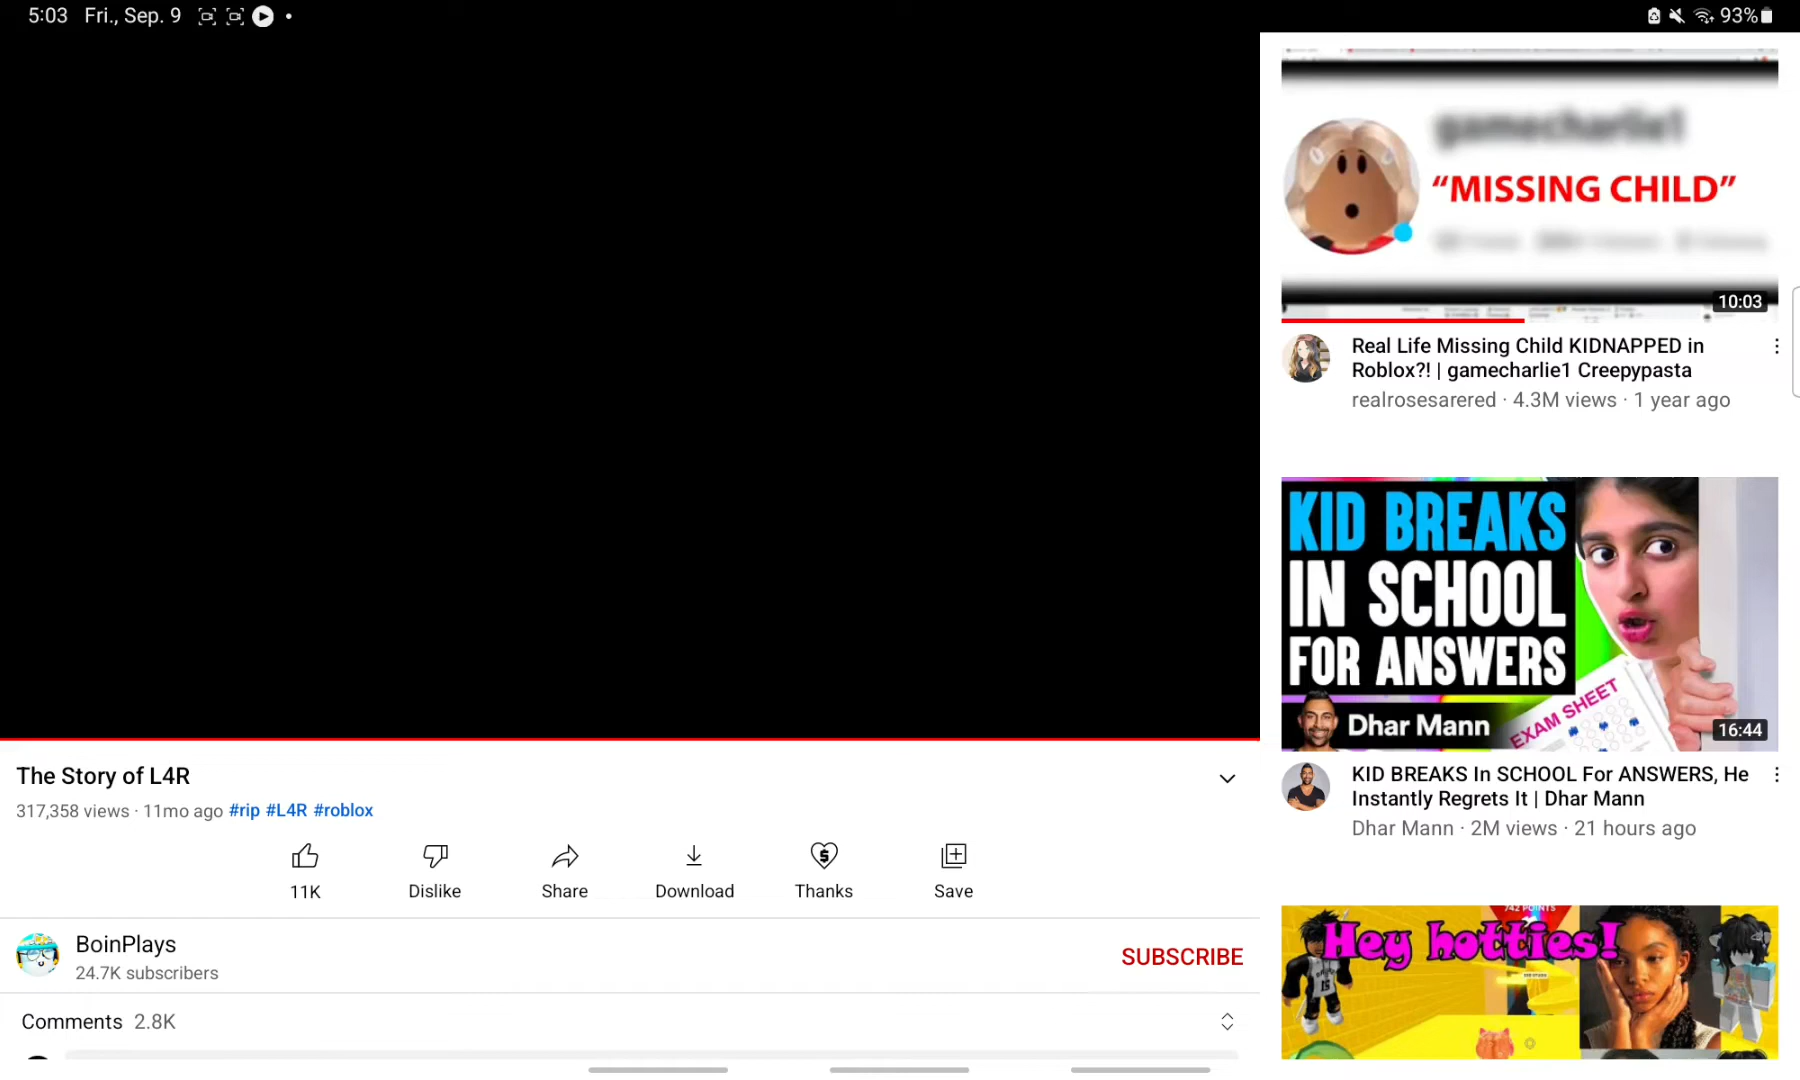 5:03 Fri., Sep. 9
93%
gamecharlie1
“MISSING CHILD”
10:03
Real Life Missing Child KIDNAPPED in
Roblox?! | gamecharlie1 Creepypasta
realrosesarered · 4.3M views · 1 year ago
KID BREAKS
IN SCHOOL
FOR ANSWERS
Dhar Mann
EXAM SHEET
16:44
KID BREAKS In SCHOOL For ANSWERS, He
Instantly Regrets It | Dhar Mann
Dhar Mann · 2M views · 21 hours ago
742 POINTS
Hey hotties!
The Story of L4R
317,358 views · 11mo ago #rip #L4R #roblox
11K
Dislike
Share
Download
Thanks
Save
BoinPlays
24.7K subscribers
SUBSCRIBE
Comments 2.8K